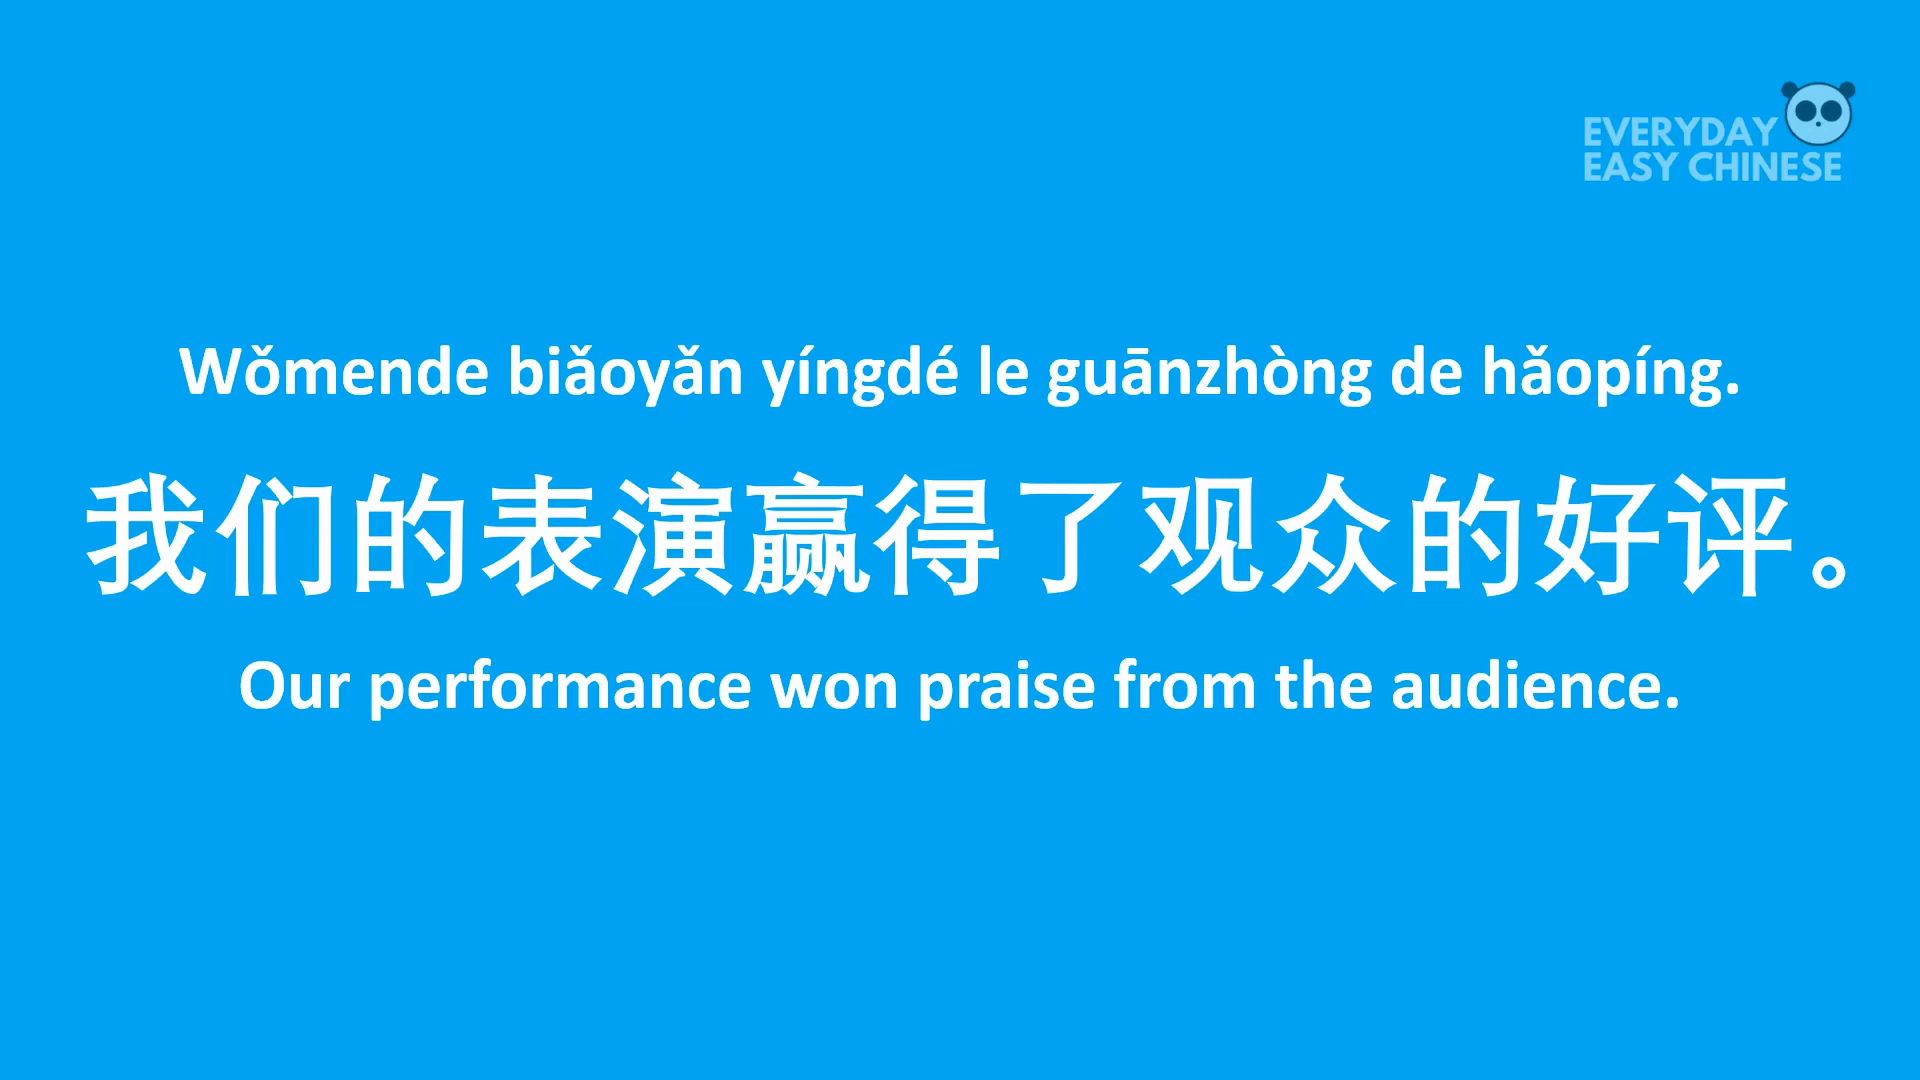 EVERYDAY
EASY CHINESE
Wǒmende biǎoyǎn yíngdé le guānzhòng de hǎopíng.
我们的表演赢得了观众的好评。
Our performance won praise from the audience.